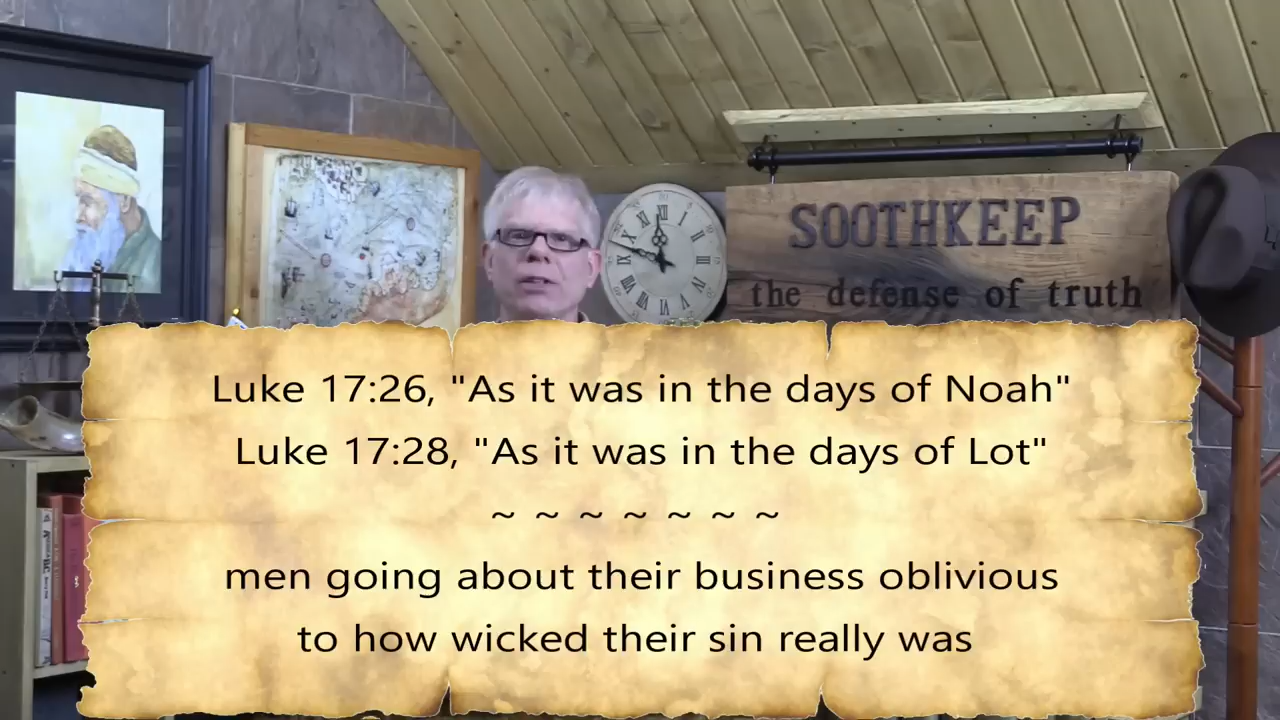 SOOTHKEEP
the defense of truth
Luke 17:26, "As it was in the days of Noah"
Luke 17:28, "As it was in the days of Lot"
~ ~ ~ ~ ~ ~ ~
men going about their business oblivious
to how wicked their sin really was